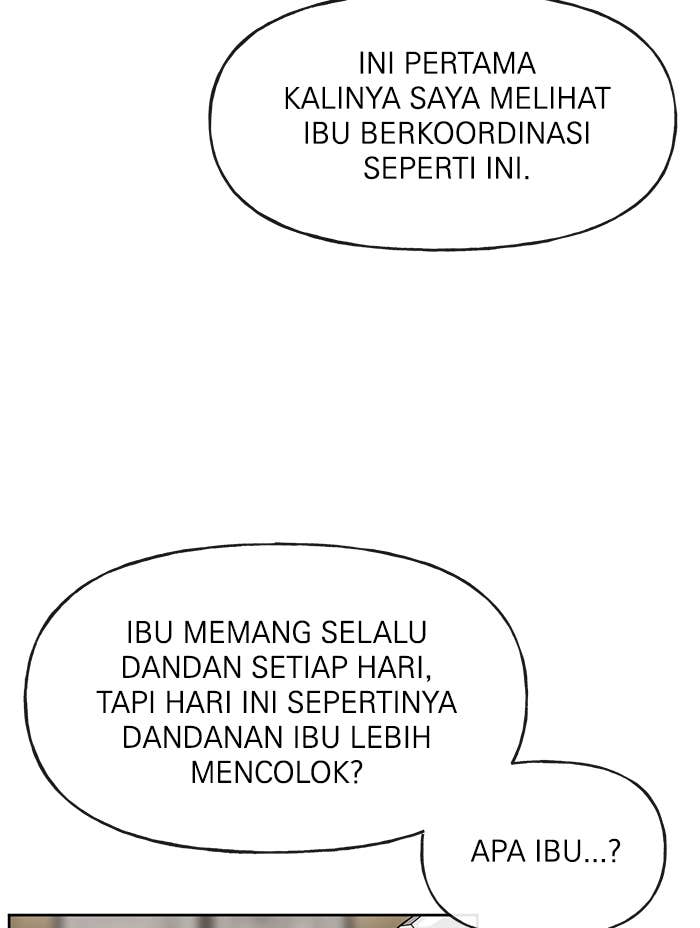 INI PERTAMA
KALINYA SAYA MELIHAT
IBU BERKOORDINASI
SEPERTI INI.
IBU MEMANG SELALU
DANDAN SETIAP HARI,
TAPI HARI INI SEPERTINYA
DANDANAN IBU LEBIH
MENCOLOK?
APA IBU...?